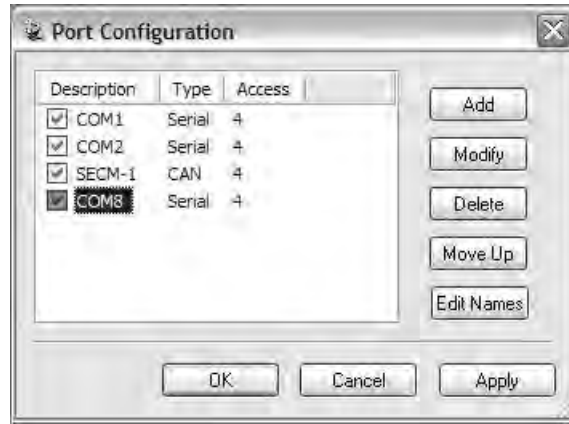 Port Configuration
Description Type Access
COM1 Serial 4
COM2 Serial 4
SECM-1 CAN 4
COM8 Serial 4
Add
Modify
Delete
Move Up
Edit Names
OK Cancel Apply